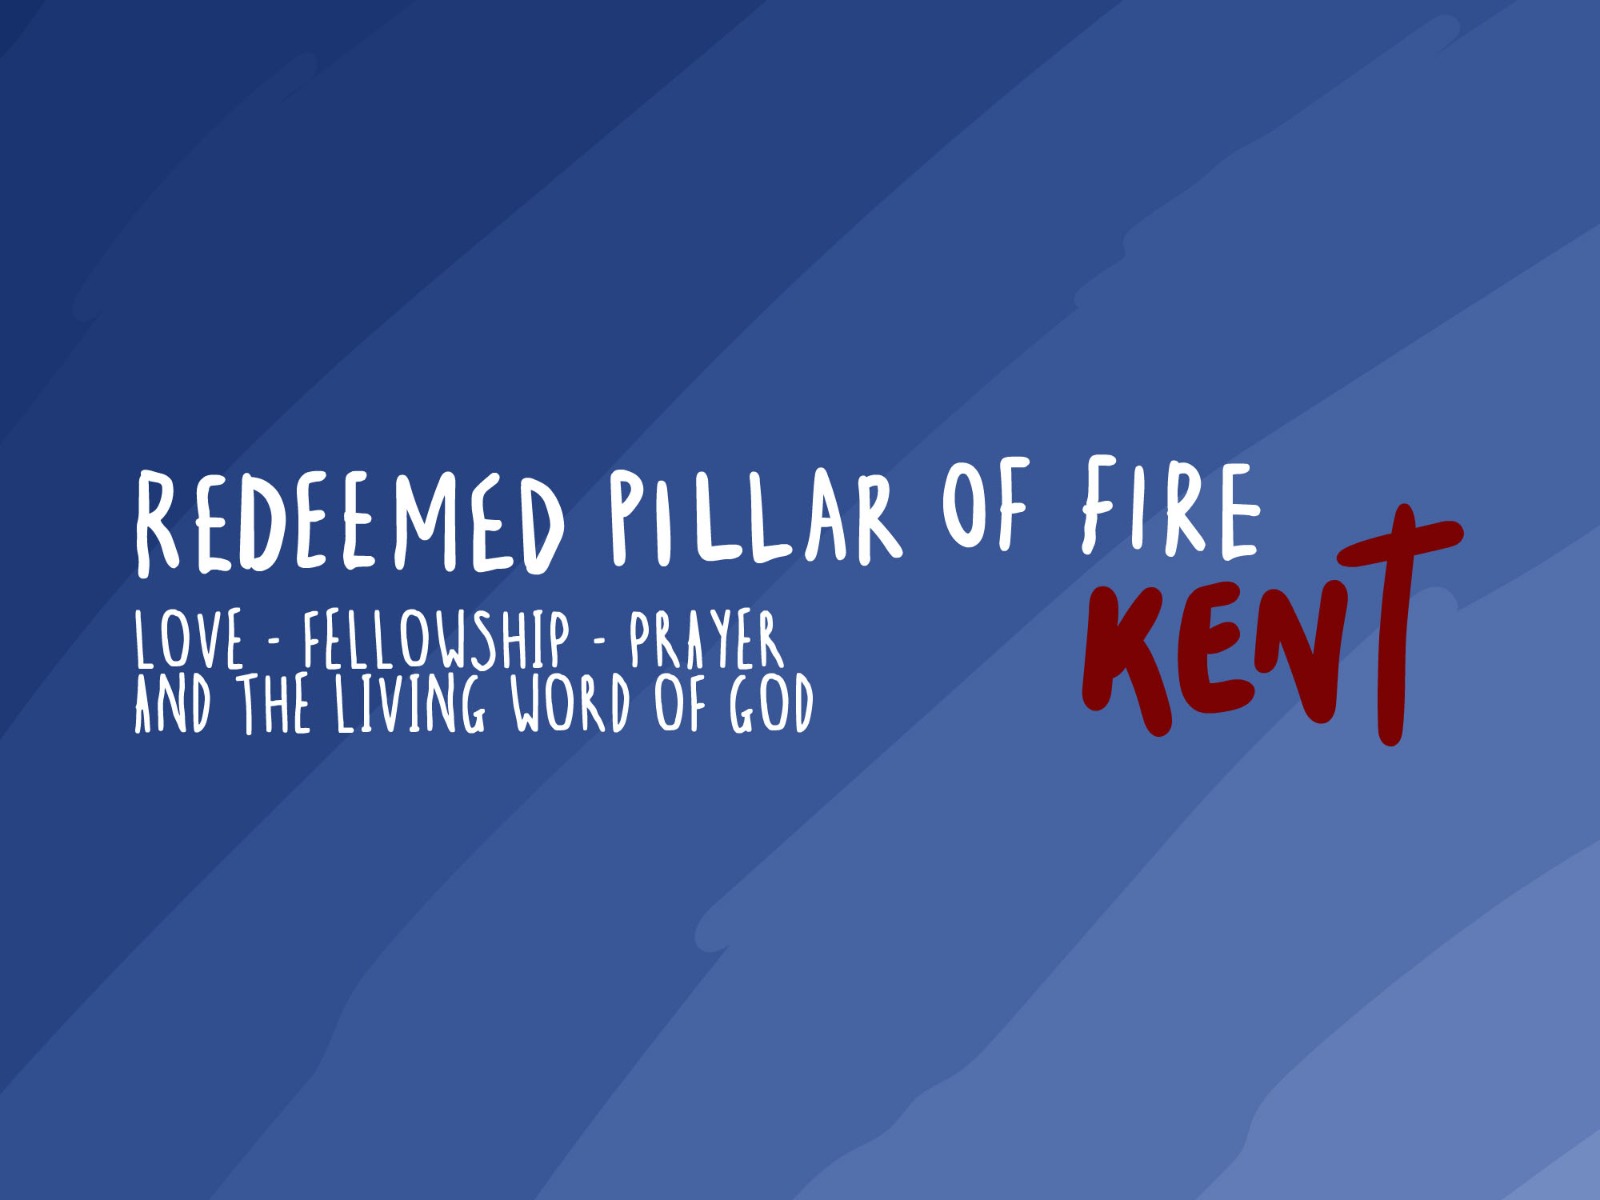 REDEEMED PILLAR OF FIRE
KENT
LOVE - FELLOWSHIP - PRAYER
AND THE LIVING WORD OF GOD